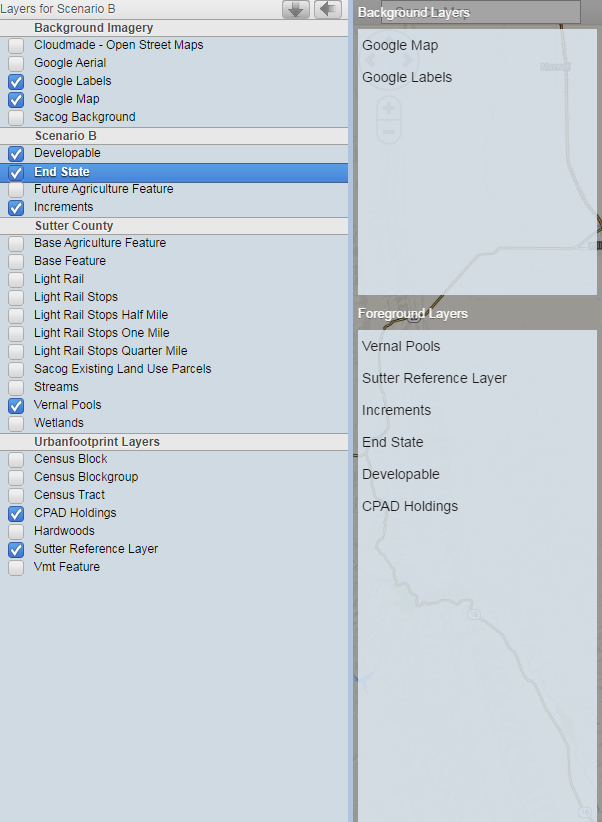 Layers for Scenario B
Background Imagery
Cloudmade - Open Street Maps
Google Aerial
Google Labels
Google Map
Sacog Background
Scenario B
Developable
End State
Future Agriculture Feature
Increments
Sutter County
Base Agriculture Feature
Base Feature
Light Rail
Light Rail Stops
Light Rail Stops Half Mile
Light Rail Stops One Mile
Light Rail Stops Quarter Mile
Sacog Existing Land Use Parcels
Streams
Vernal Pools
Wetlands
Urbanfootprint Layers
Census Block
Census Blockgroup
Census Tract
CPAD Holdings
Hardwoods
Sutter Reference Layer
Vmt Feature
Background Layers
Google Map
Google Labels
Foreground Layers
Vernal Pools
Sutter Reference Layer
Increments
End State
Developable
CPAD Holdings